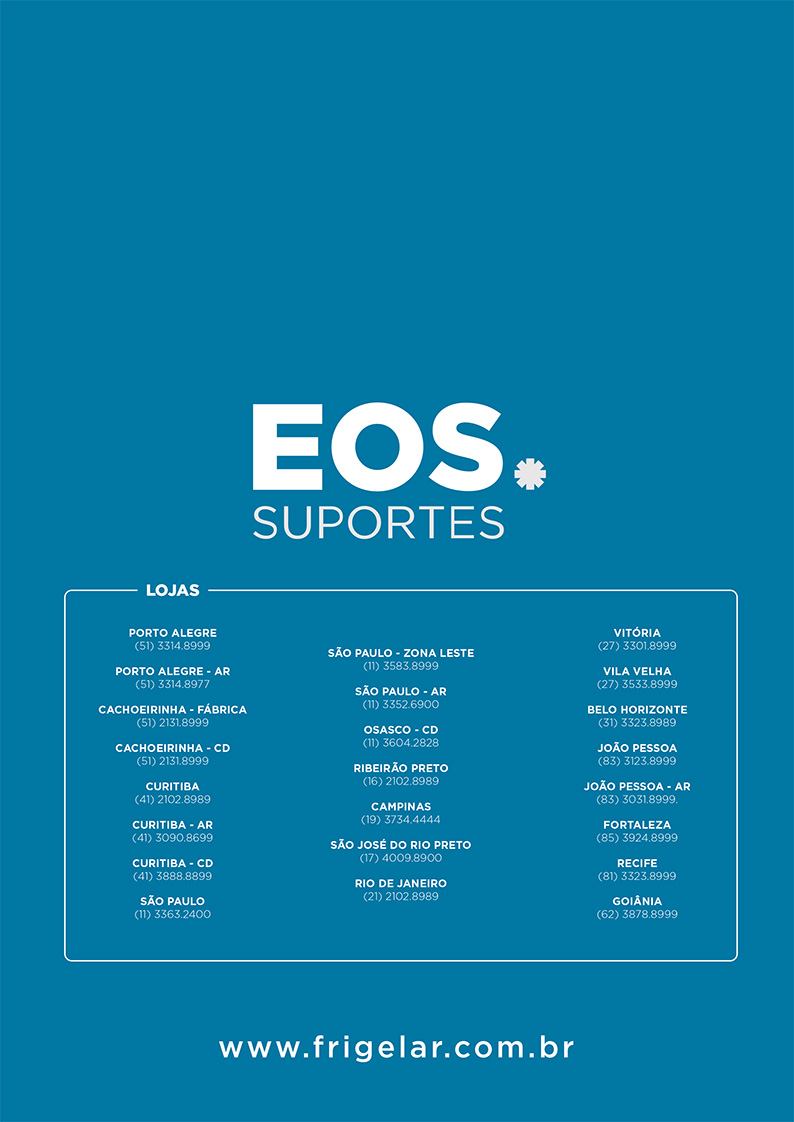 EOS.
SUPORTES
LOJAS
PORTO ALEGRE
(51) 3314.8999
PORTO ALEGRE - AR
(51) 3314.8977
CACHOEIRINHA - FÁBRICA
(51) 2131.8999
CACHOEIRINHA - CD
(51) 2131.8999
CURITIBA
(41) 2102.8989
CURITIBA - AR
(41) 3090.8699
CURITIBA - CD
(41) 3888.8899
SÃO PAULO
(11) 3363.2400
SÃO PAULO - ZONA LESTE
(11) 3583.8999
SÃO PAULO - AR
(11) 3352.6900
OSASCO - CD
(11) 3604.2828
RIBEIRÃO PRETO
(16) 2102.8989
CAMPINAS
(19) 3734.4444
SÃO JOSÉ DO RIO PRETO
(17) 4009.8900
RIO DE JANEIRO
(21) 2102.8989
VITÓRIA
(27) 3301.8999
VILA VELHA
(27) 3533.8999
BELO HORIZONTE
(31) 3323.8989
JOÃO PESSOA
(83) 3123.8999
JOÃO PESSOA - AR
(83) 3031.8999.
FORTALEZA
(85) 3924.8999
RECIFE
(81) 3323.8999
GOIÂNIA
(62) 3878.8999
www.frigelar.com.br